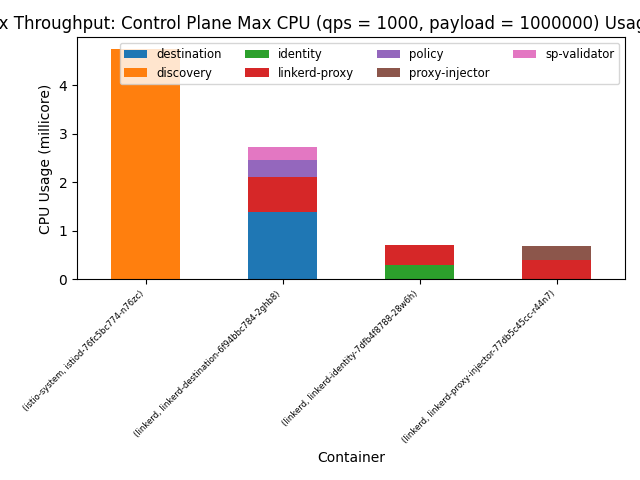 x Throughput: Control Plane Max CPU (qps = 1000, payload = 1000000) Usag
destination
identity
policy
sp-validator
discovery
linkerd-proxy
proxy-injector
CPU Usage (millicore)
4
3
2
1
0
(istio-system, istiod-76fc5bc774-n76zc)
(linkerd, linkerd-destination-6f94bbc784-2ghb8)
(linkerd, linkerd-identity-7dfb4f8788-28w6h)
(linkerd, linkerd-proxy-injector-77db5c45cc-r44n7)
Container